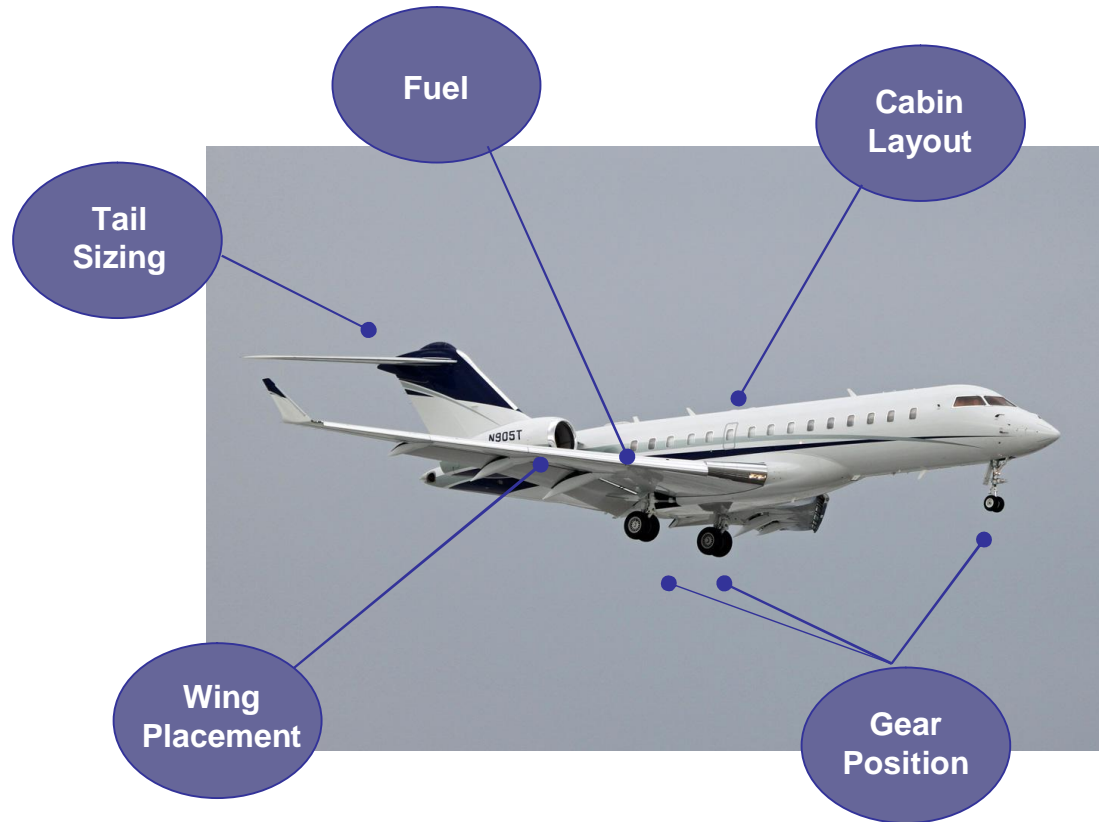 Fuel
Cabin
Layout
Tail
Sizing
N905T
Wing
Placement
Gear
Position